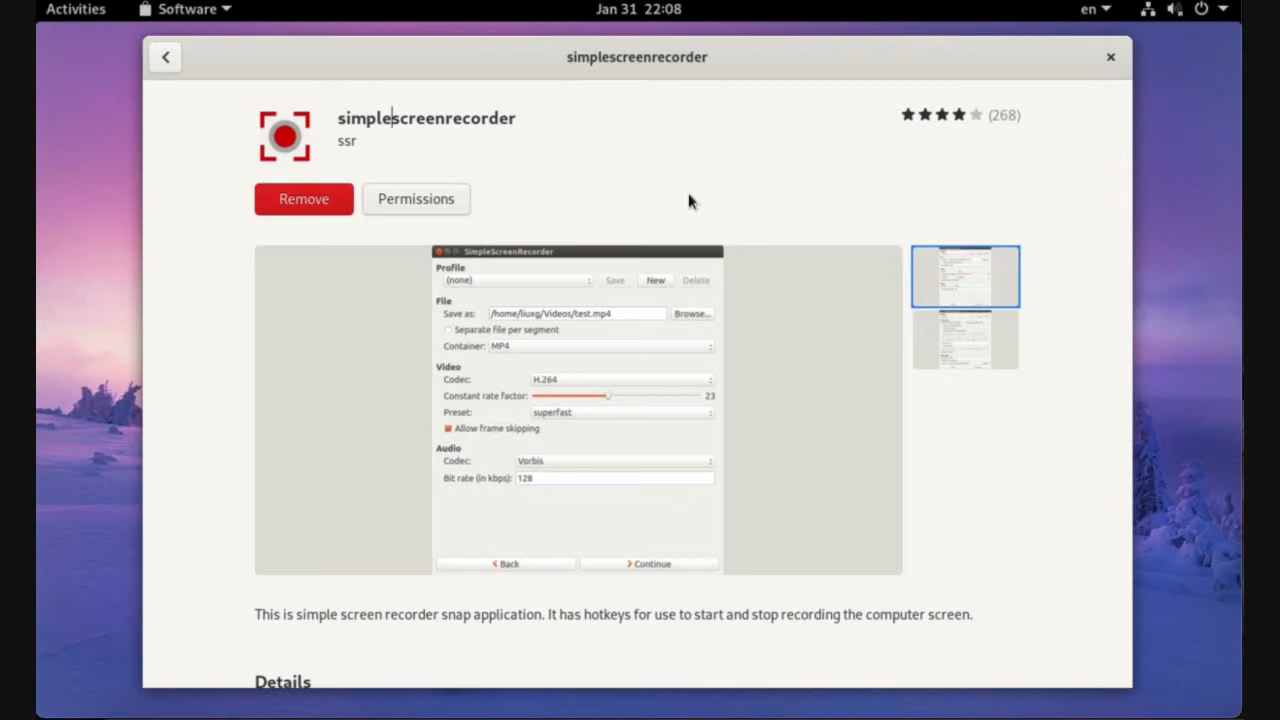 Activities Software Jan 31 22:08 en
simplescreenrecorder
simplescreenrecorder
ssr
(268)
Remove Permissions
SimpleScreenRecorder
Profile
(none) Save New Delete
File
Save as: /home/liuxg/Videos/test.mp4 Browse...
Separate file per segment
Container: MP4
Video
Codec: H.264
Constant rate factor: 23
Preset: superfast
Allow frame skipping
Audio
Codec: Vorbis
Bit rate (in kbps): 128
Back Continue
This is simple screen recorder snap application. It has hotkeys for use to start and stop recording the computer screen.
Details